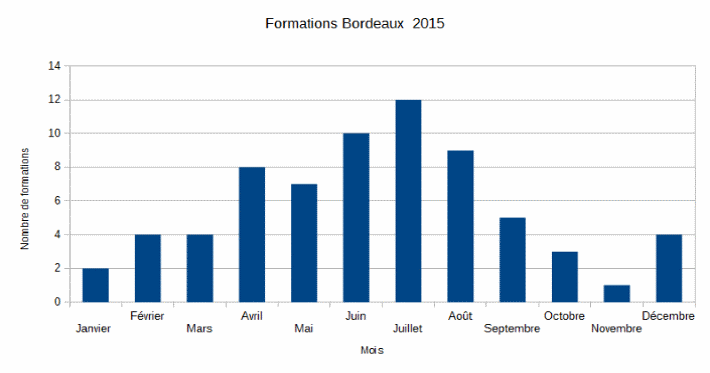 Formations Bordeaux 2015
14
12
10
8
6
4
2
0
Nombre de formations
Janvier
Février
Mars
Avril
Mai
Juin
Juillet
Août
Septembre
Octobre
Novembre
Décembre
Mois